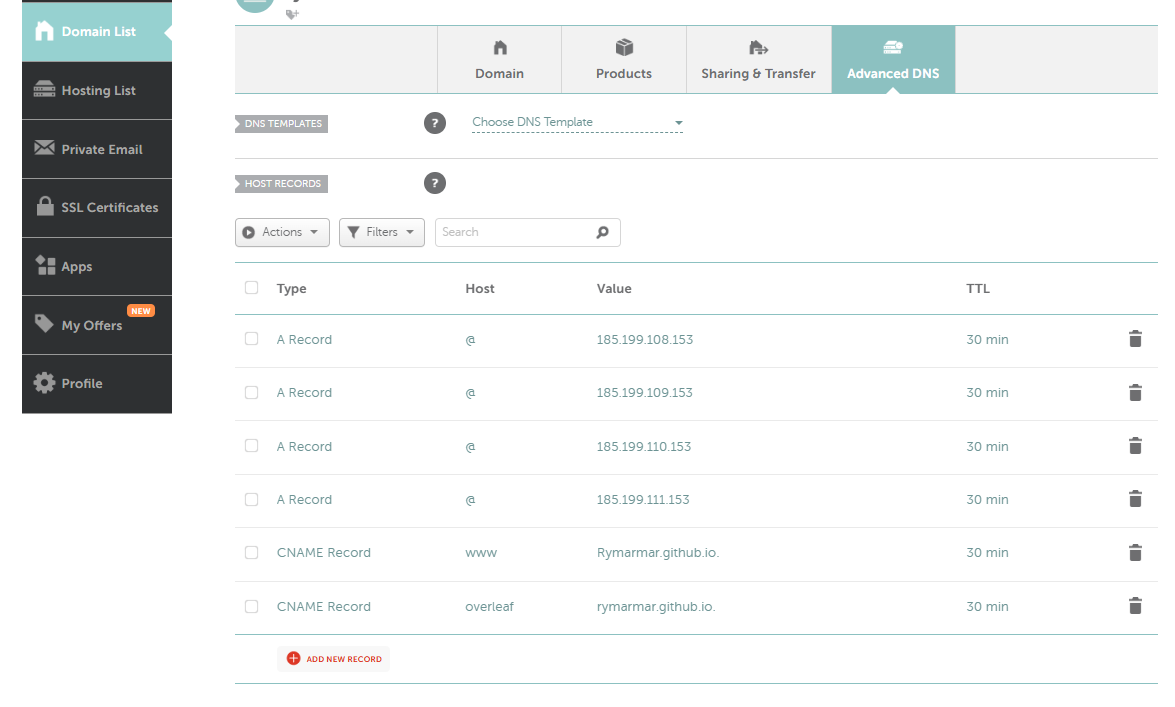 Domain List
Hosting List
Private Email
SSL Certificates
Apps
NEW
My Offers
Profile
Domain
Products
Sharing & Transfer
Advanced DNS
DNS TEMPLATES
?
Choose DNS Template
HOST RECORDS
?
Actions
Filters
Search
Type Host Value TTL
A Record @ 185.199.108.153 30 min
A Record @ 185.199.109.153 30 min
A Record @ 185.199.110.153 30 min
A Record @ 185.199.111.153 30 min
CNAME Record www Rymarmar.github.io. 30 min
CNAME Record overleaf rymarmar.github.io. 30 min
ADD NEW RECORD